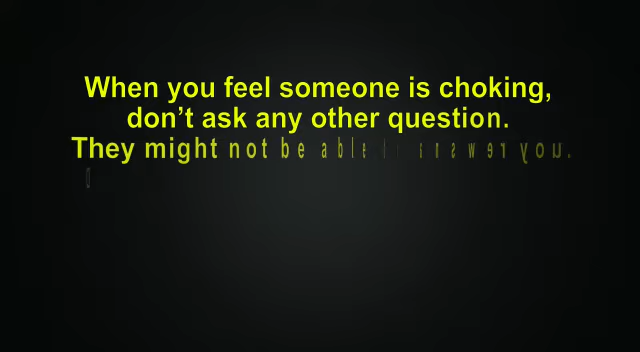 When you feel someone is choking,
don’t ask any other question.
They might not be able to answer you.